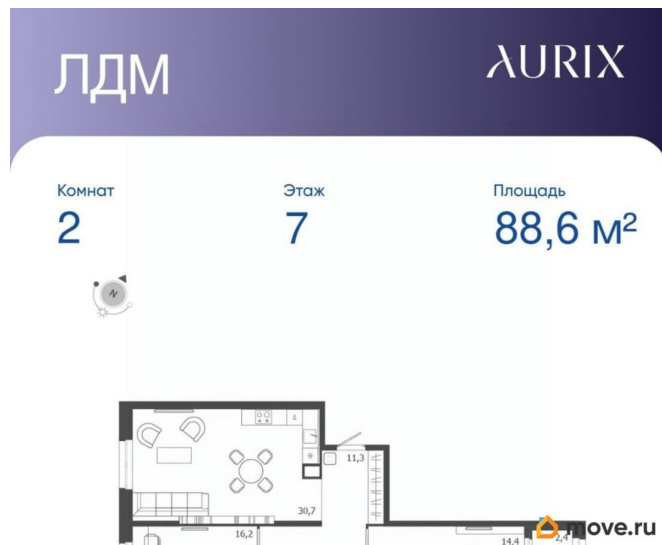 ЛДМ
AURIX
Комнат Этаж Площадь
2 7 88,6 м²
N
11,3
30,7
16,2
14,4
2,4
move.ru